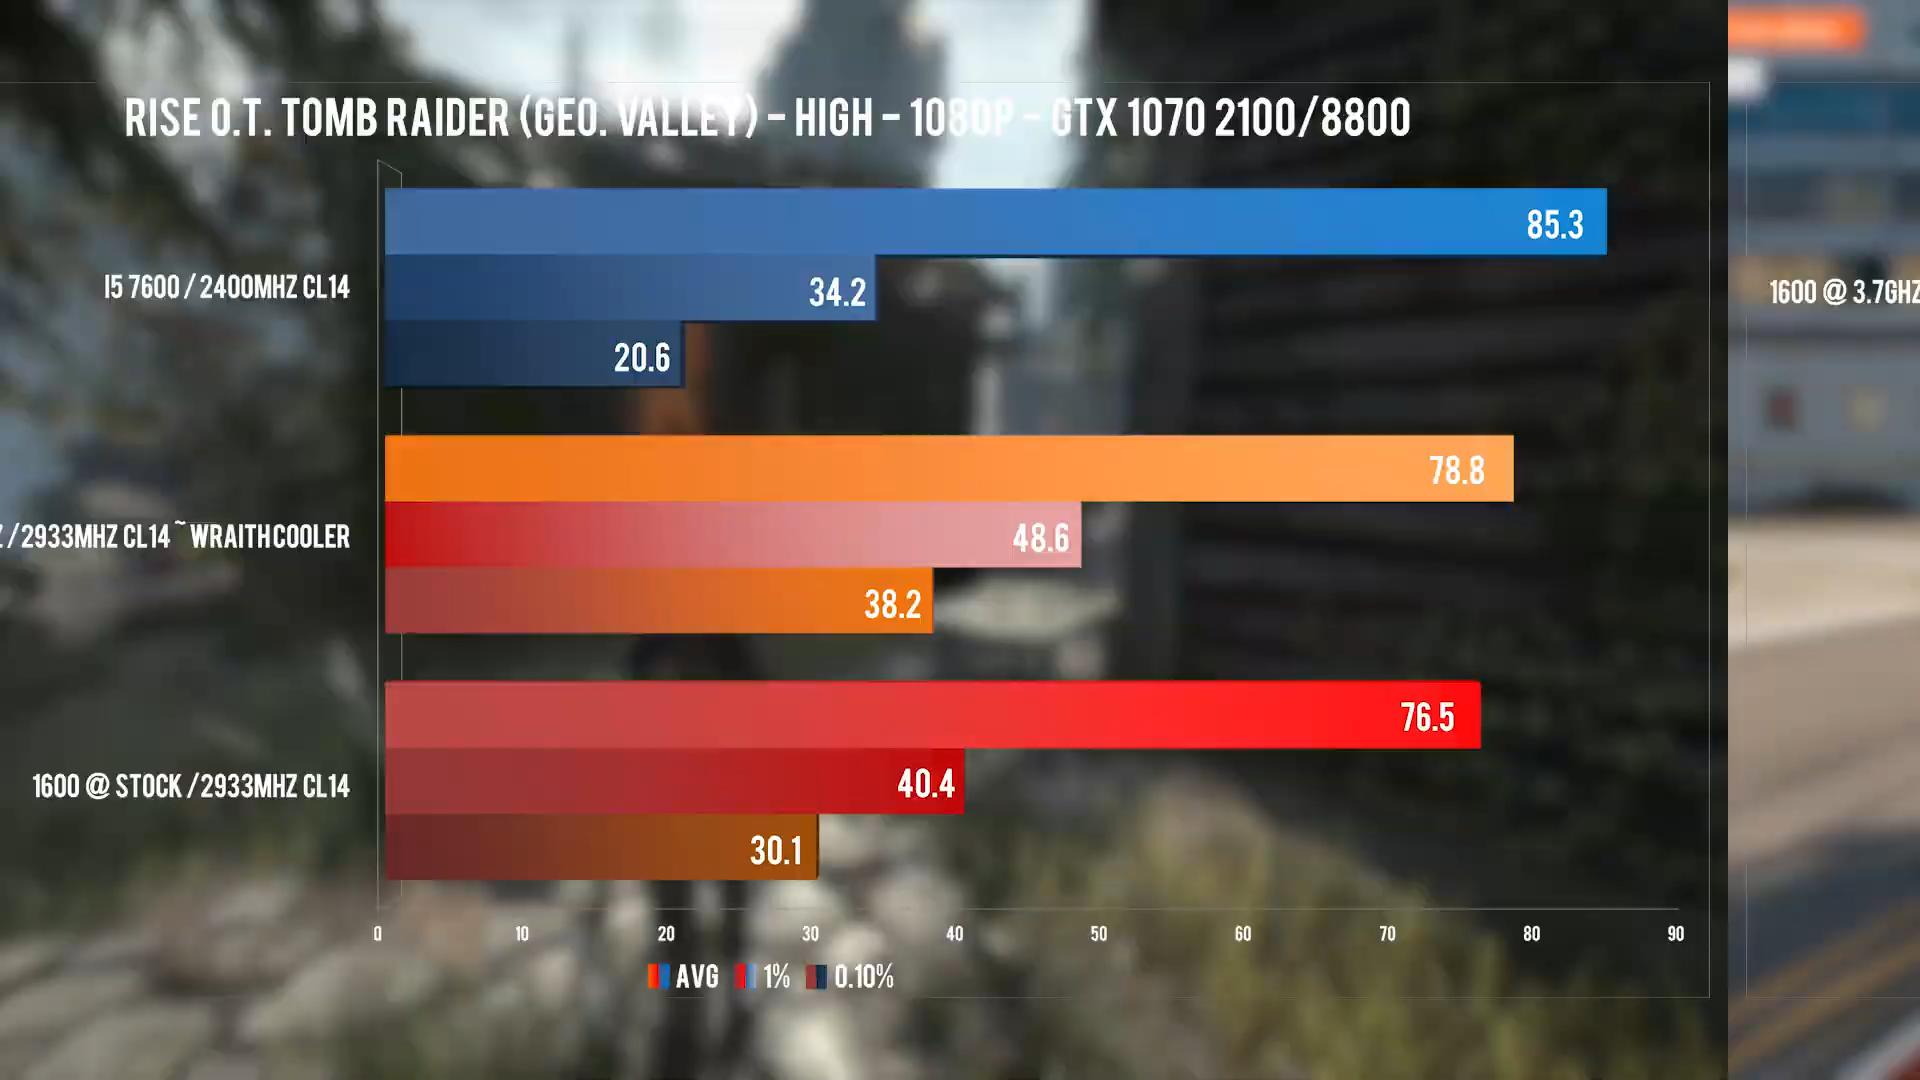 RISE O.T. TOMB RAIDER (GEO. VALLEY) - HIGH - 1080P - GTX 1070 2100/8800
85.3
I5 7600 / 2400MHZ CL14
34.2
20.6
1600 @ 3.7GHZ
78.8
Z / 2933MHZ CL14 ~ WRAITH COOLER
48.6
38.2
76.5
1600 @ STOCK / 2933MHZ CL14
40.4
30.1
0 10 20 30 40 50 60 70 80 90
AVG 1% 0.10%